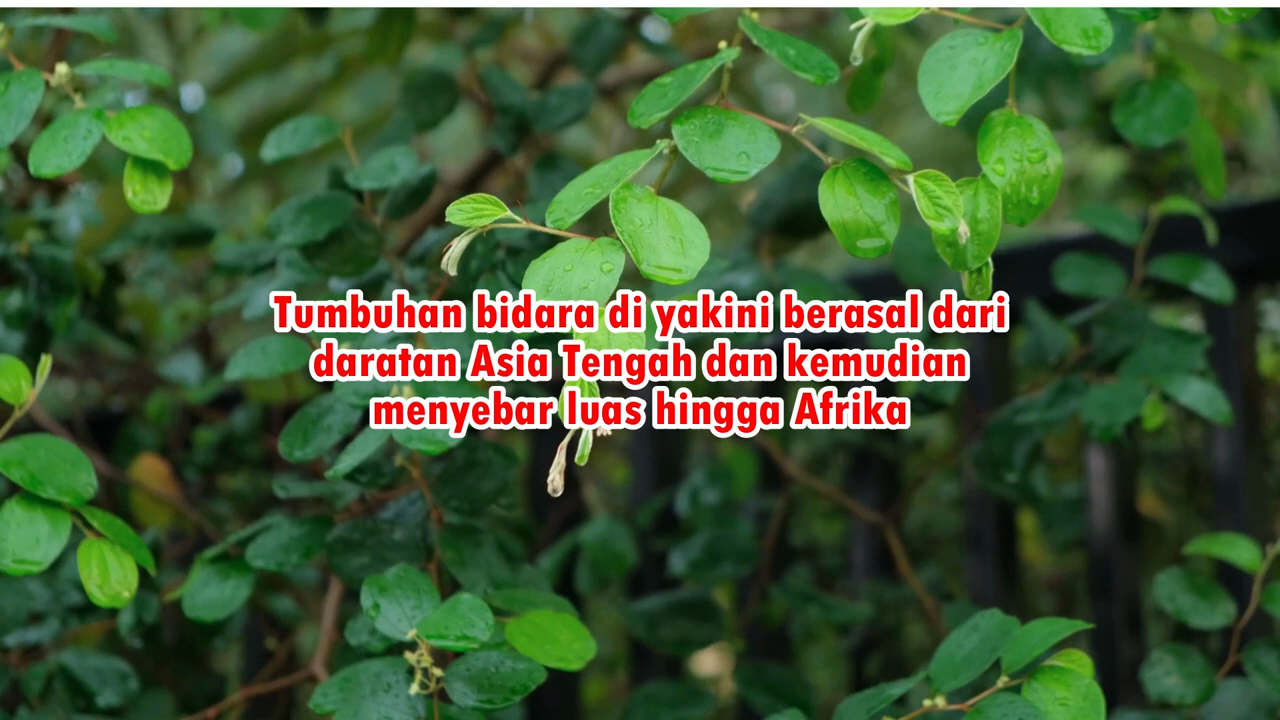 Tumbuhan bidara di yakini berasal dari
daratan Asia Tengah dan kemudian
menyebar luas hingga Afrika